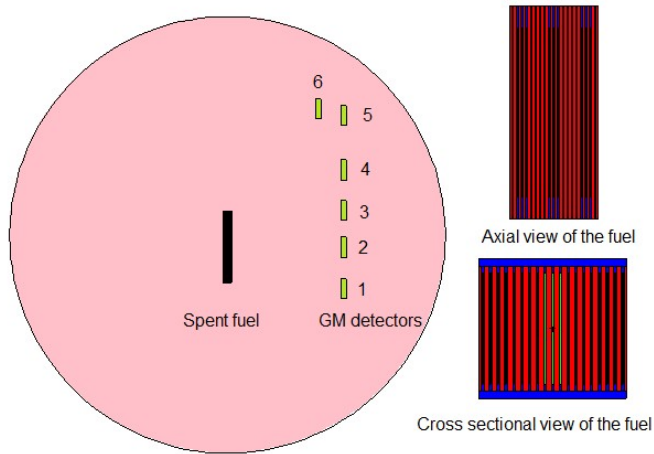 6
5
4
3
2
1
Spent fuel
GM detectors
Axial view of the fuel
Cross sectional view of the fuel